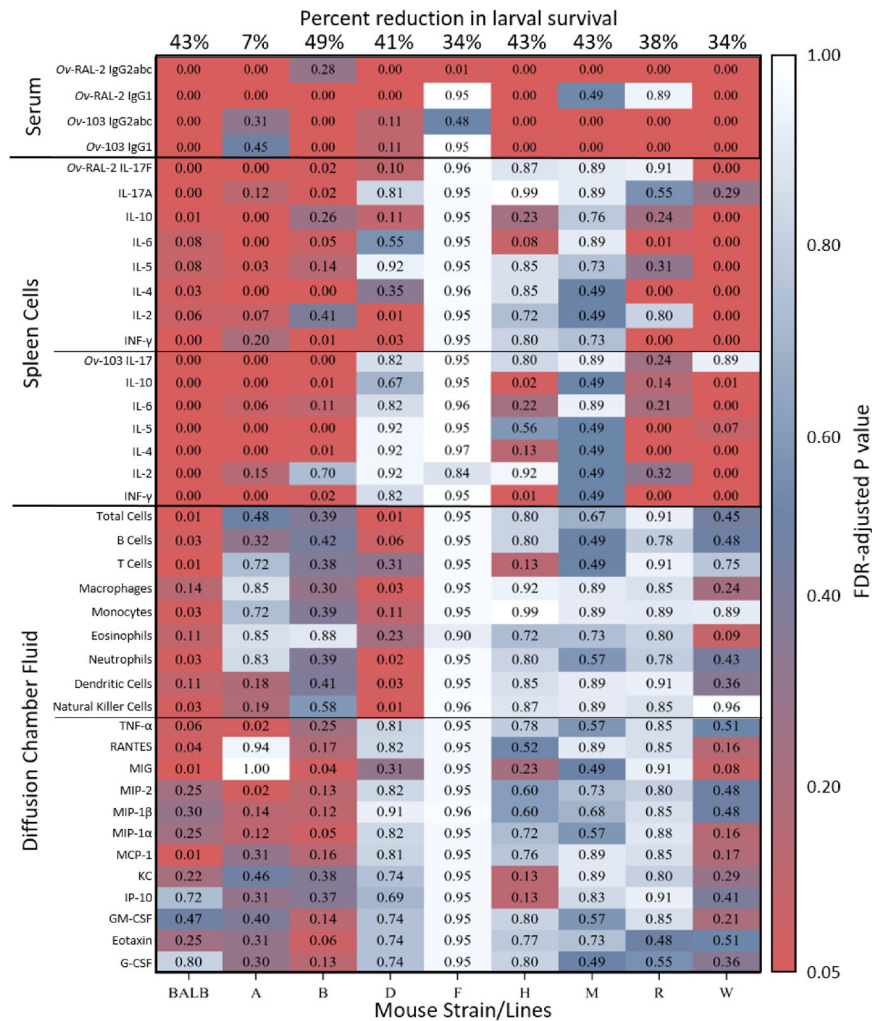 Percent reduction in larval survival
43% 7% 49% 41% 34% 43% 43% 38% 34%
Serum
Ov-RAL-2 IgG2abc 0.00 0.00 0.28 0.00 0.01 0.00 0.00 0.00 0.00
Ov-RAL-2 IgG1 0.00 0.00 0.00 0.00 0.95 0.00 0.49 0.89 0.00
Ov-103 IgG2abc 0.00 0.31 0.00 0.11 0.48 0.00 0.00 0.00 0.00
Ov-103 IgG1 0.00 0.45 0.00 0.11 0.95 0.00 0.00 0.00 0.00
Spleen Cells
Ov-RAL-2 IL-17F 0.00 0.00 0.02 0.10 0.96 0.87 0.89 0.91 0.00
IL-17A 0.00 0.12 0.02 0.81 0.95 0.99 0.89 0.55 0.29
IL-10 0.01 0.00 0.26 0.11 0.95 0.23 0.76 0.24 0.00
IL-6 0.08 0.00 0.05 0.55 0.95 0.08 0.89 0.01 0.00
IL-5 0.08 0.03 0.14 0.92 0.95 0.85 0.73 0.31 0.00
IL-4 0.03 0.00 0.00 0.35 0.96 0.85 0.49 0.00 0.00
IL-2 0.06 0.07 0.41 0.01 0.95 0.72 0.49 0.80 0.00
INF-γ 0.00 0.20 0.01 0.03 0.95 0.80 0.73 0.00 0.00
Ov-103 IL-17 0.00 0.00 0.00 0.82 0.95 0.80 0.89 0.24 0.89
IL-10 0.00 0.00 0.01 0.67 0.95 0.02 0.49 0.14 0.01
IL-6 0.00 0.06 0.11 0.82 0.96 0.22 0.89 0.21 0.00
IL-5 0.00 0.00 0.00 0.92 0.95 0.56 0.49 0.00 0.07
IL-4 0.00 0.00 0.01 0.92 0.97 0.13 0.49 0.00 0.00
IL-2 0.00 0.15 0.70 0.92 0.84 0.92 0.49 0.32 0.00
INF-γ 0.00 0.00 0.02 0.82 0.95 0.01 0.49 0.00 0.00
Diffusion Chamber Fluid
Total Cells 0.01 0.48 0.39 0.01 0.95 0.80 0.67 0.91 0.45
B Cells 0.03 0.32 0.42 0.06 0.95 0.80 0.49 0.78 0.48
T Cells 0.01 0.72 0.38 0.31 0.95 0.13 0.49 0.91 0.75
Macrophages 0.14 0.85 0.30 0.03 0.95 0.92 0.89 0.85 0.24
Monocytes 0.03 0.72 0.39 0.11 0.95 0.99 0.89 0.89 0.89
Eosinophils 0.11 0.85 0.88 0.23 0.90 0.72 0.73 0.80 0.09
Neutrophils 0.03 0.83 0.39 0.02 0.95 0.80 0.57 0.78 0.43
Dendritic Cells 0.11 0.18 0.41 0.03 0.95 0.85 0.89 0.91 0.36
Natural Killer Cells 0.03 0.19 0.58 0.01 0.96 0.87 0.89 0.85 0.96
TNF-α 0.06 0.02 0.25 0.81 0.95 0.78 0.57 0.85 0.51
RANTES 0.04 0.94 0.17 0.82 0.95 0.52 0.89 0.85 0.16
MIG 0.01 1.00 0.04 0.31 0.95 0.23 0.49 0.91 0.08
MIP-2 0.25 0.02 0.13 0.82 0.95 0.60 0.73 0.80 0.48
MIP-1β 0.30 0.14 0.12 0.91 0.96 0.60 0.68 0.85 0.48
MIP-1α 0.25 0.12 0.05 0.82 0.95 0.72 0.57 0.88 0.16
MCP-1 0.01 0.31 0.16 0.81 0.95 0.76 0.89 0.85 0.17
KC 0.22 0.46 0.38 0.74 0.95 0.13 0.89 0.80 0.29
IP-10 0.72 0.31 0.37 0.69 0.95 0.13 0.83 0.91 0.41
GM-CSF 0.47 0.40 0.14 0.74 0.95 0.80 0.57 0.85 0.21
Eotaxin 0.25 0.31 0.06 0.74 0.95 0.77 0.73 0.48 0.51
G-CSF 0.80 0.30 0.13 0.74 0.95 0.80 0.49 0.55 0.36
BALB A B D F H M R W
Mouse Strain/Lines
1.00
0.80
0.60
0.40
0.20
0.05
FDR-adjusted P value